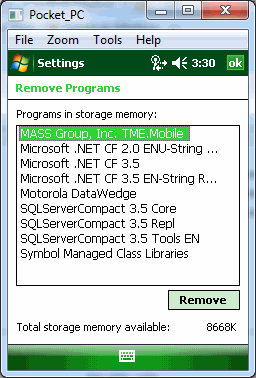 Pocket_PC
File Zoom Tools Help
Settings 3:30 ok
Remove Programs
Programs in storage memory:
MASS Group, Inc. TME.Mobile
Microsoft .NET CF 2.0 ENU-String ...
Microsoft .NET CF 3.5
Microsoft .NET CF 3.5 EN-String R...
Motorola DataWedge
SQLServerCompact 3.5 Core
SQLServerCompact 3.5 Repl
SQLServerCompact 3.5 Tools EN
Symbol Managed Class Libraries
Remove
Total storage memory available: 8668K